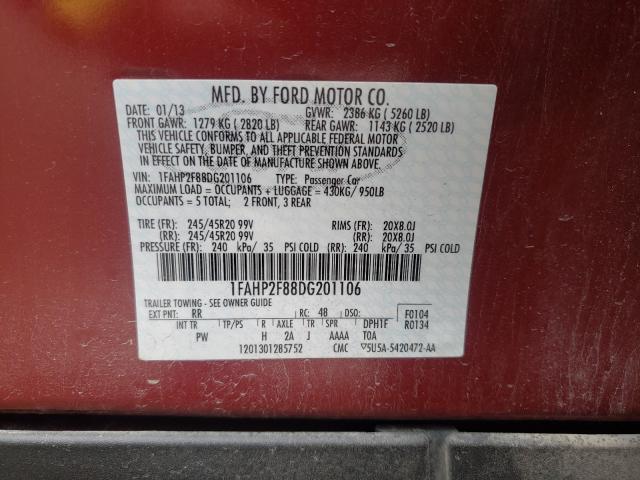 MFD. BY FORD MOTOR CO.
DATE: 01/13 GVWR: 2386 KG ( 5260 LB)
FRONT GAWR: 1279 KG ( 2820 LB) REAR GAWR: 1143 KG ( 2520 LB)
THIS VEHICLE CONFORMS TO ALL APPLICABLE FEDERAL MOTOR
VEHICLE SAFETY, BUMPER, AND THEFT PREVENTION STANDARDS
IN EFFECT ON THE DATE OF MANUFACTURE SHOWN ABOVE.
VIN: 1FAHP2F88DG201106 TYPE: Passenger Car
MAXIMUM LOAD = OCCUPANTS + LUGGAGE = 430KG/ 950LB
OCCUPANTS = 5 TOTAL; 2 FRONT, 3 REAR
TIRE (FR): 245/45R20 99V RIMS (FR): 20X8.0J
(RR): 245/45R20 99V (RR): 20X8.0J
PRESSURE (FR): 240 kPa/ 35 PSI COLD (RR): 240 kPa/ 35 PSI COLD
1FAHP2F88DG201106
TRAILER TOWING - SEE OWNER GUIDE
EXT PNT: RR RC: 48 DSO: F0104
INT TR TP/PS R AXLE TR SPR DPH1F R0134
PW H 2A J AAAA TOA
1201301285752 CMC ▽5U5A-5420472-AA